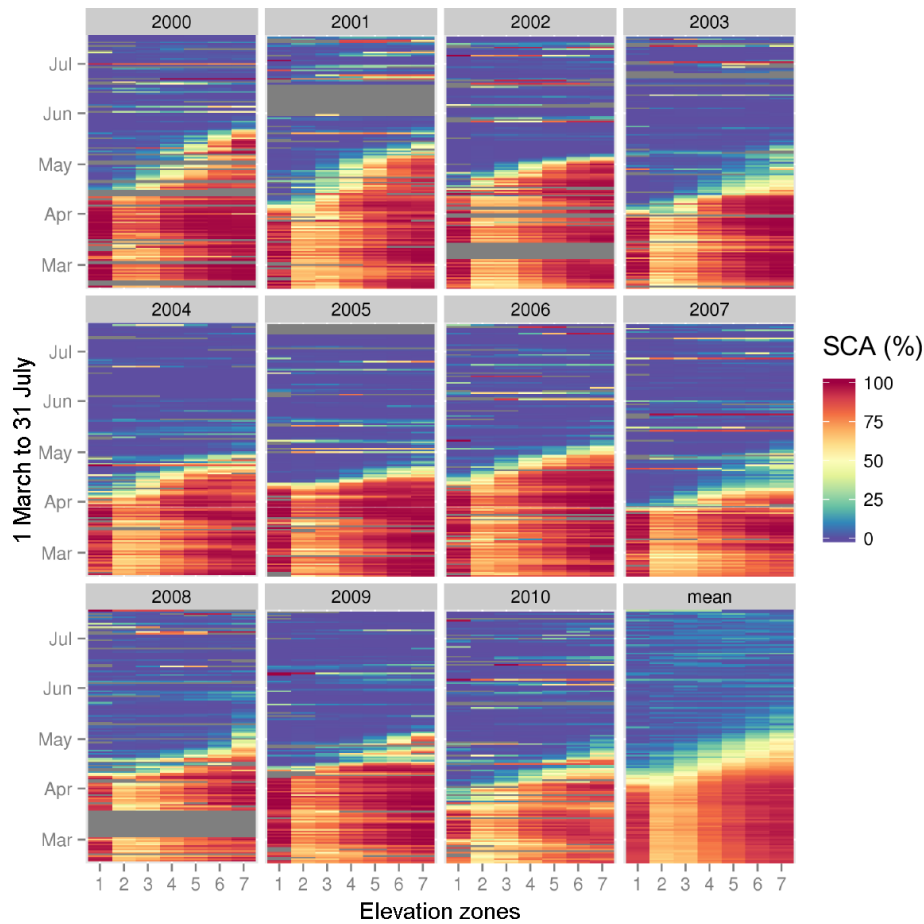 2000 2001 2002 2003
Jul
Jun
May
Apr
Mar
2004 2005 2006 2007
Jul
Jun
May
Apr
Mar
2008 2009 2010 mean
Jul
Jun
May
Apr
Mar
1 2 3 4 5 6 7 1 2 3 4 5 6 7 1 2 3 4 5 6 7 1 2 3 4 5 6 7
Elevation zones
1 March to 31 July
SCA (%)
100
75
50
25
0